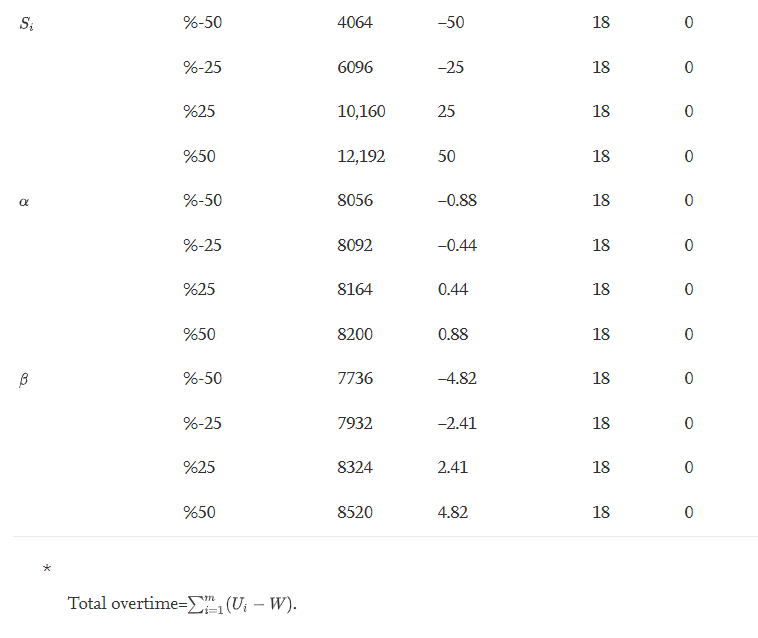 S_i %-50 4064 –50 18 0
%-25 6096 –25 18 0
%25 10,160 25 18 0
%50 12,192 50 18 0
α %-50 8056 –0.88 18 0
%-25 8092 –0.44 18 0
%25 8164 0.44 18 0
%50 8200 0.88 18 0
β %-50 7736 –4.82 18 0
%-25 7932 –2.41 18 0
%25 8324 2.41 18 0
%50 8520 4.82 18 0
*
Total overtime=∑_{i=1}^{m}(U_i − W).